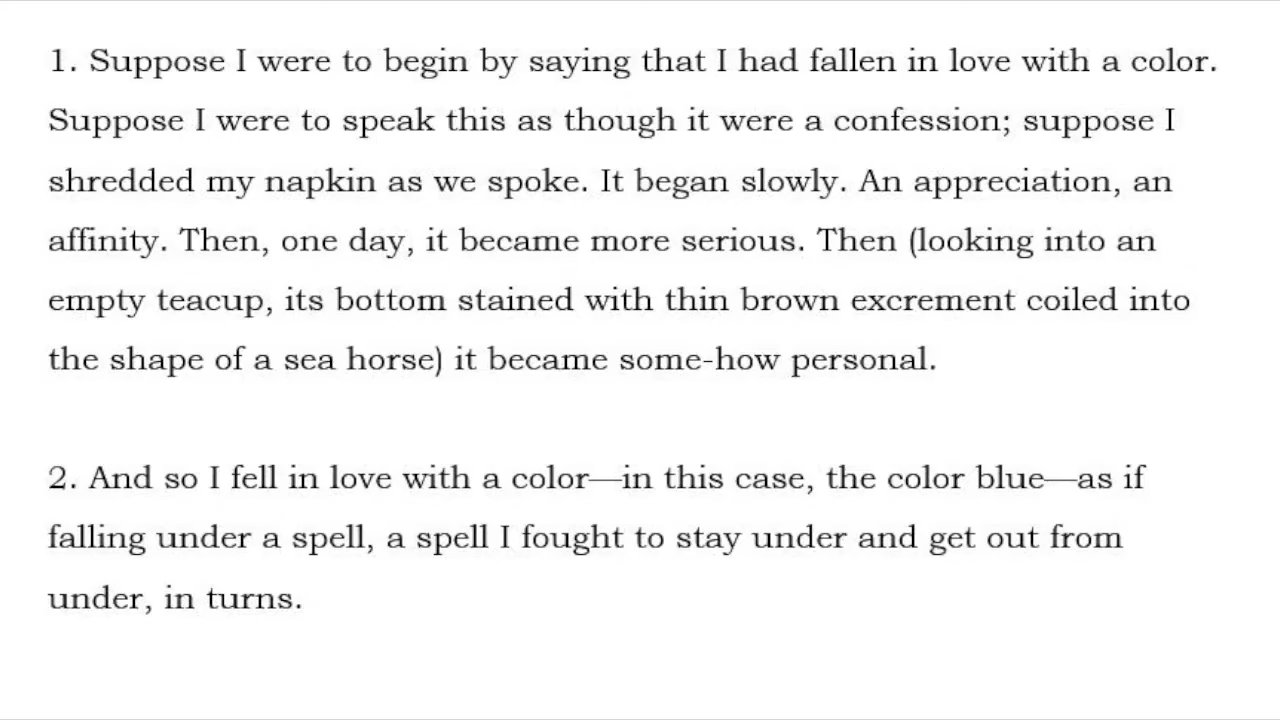 1. Suppose I were to begin by saying that I had fallen in love with a color.
Suppose I were to speak this as though it were a confession; suppose I
shredded my napkin as we spoke. It began slowly. An appreciation, an
affinity. Then, one day, it became more serious. Then (looking into an
empty teacup, its bottom stained with thin brown excrement coiled into
the shape of a sea horse) it became some-how personal.
2. And so I fell in love with a color—in this case, the color blue—as if
falling under a spell, a spell I fought to stay under and get out from
under, in turns.